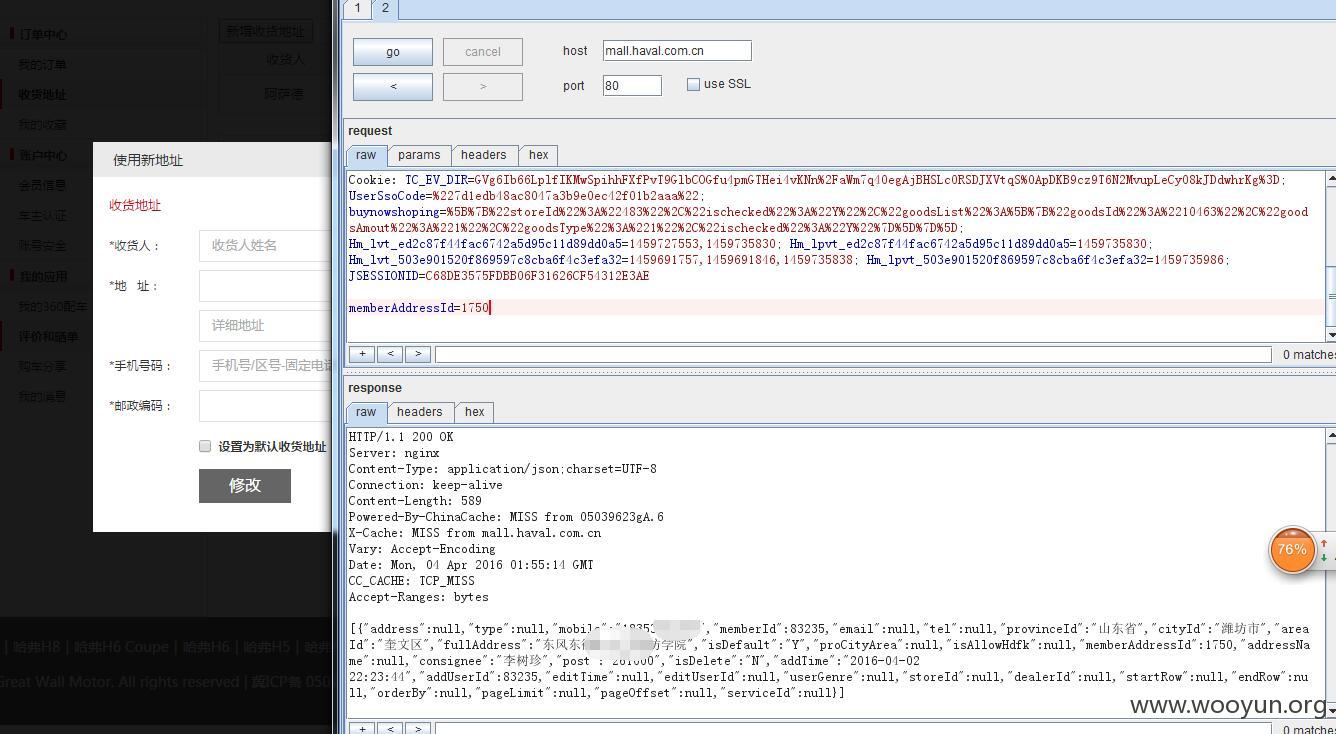 订单中心
我的订单
收货地址
我的收藏
账户中心
会员信息
车主认证
账号安全
我的应用
我的360配车
评价和晒单
购车分享
我的消息
新增收货地址
收货人
阿萨德
使用新地址
收货地址
*收货人： 收货人姓名
*地 址：
详细地址
*手机号码： 手机号/区号-固定电话
*邮政编码：
设置为默认收货地址
修改
| 哈弗H8 | 哈弗H6 Coupe | 哈弗H6 | 哈弗H5 | 哈弗
Great Wall Motor. All rights reserved | 冀ICP备 050
1 2
go cancel host mall.haval.com.cn
< > port 80 use SSL
request
raw params headers hex
Cookie: TC_EV_DIR=GVg6Ib66LplfIKMwSpihhFXfPvT9GlbCOGfu4pmGTHei4vKNn%2FaWm7q40egAjBHSLc0RSDJXVtqS%0ApDKB9cz9T6N2MvupLeCy08kJDdwhrKg%3D;
UserSsoCode=%227d1edb48ac8047a3b9e0ec42f01b2aaa%22;
buynowshoping=%5B%7B%22storeId%22%3A%22483%22%2C%22ischecked%22%3A%22Y%22%2C%22goodsList%22%3A%5B%7B%22goodsId%22%3A%2210463%22%2C%22good
sAmout%22%3A%221%22%2C%22goodsType%22%3A%221%22%2C%22ischecked%22%3A%22Y%22%7D%5D%7D%5D;
Hm_lvt_ed2c87f44fac6742a5d95c11d89dd0a5=1459727553,1459735830; Hm_lpvt_ed2c87f44fac6742a5d95c11d89dd0a5=1459735830;
Hm_lvt_503e901520f869597c8cba6f4c3efa32=1459691757,1459691846,1459735838; Hm_lpvt_503e901520f869597c8cba6f4c3efa32=1459735986;
JSESSIONID=C68DE3575FDBB06F31626CF54312E3AE
memberAddressId=1750
+ < > 0 matches
response
raw headers hex
HTTP/1.1 200 OK
Server: nginx
Content-Type: application/json;charset=UTF-8
Connection: keep-alive
Content-Length: 589
Powered-By-ChinaCache: MISS from 05039623gA.6
X-Cache: MISS from mall.haval.com.cn
Vary: Accept-Encoding
Date: Mon, 04 Apr 2016 01:55:14 GMT
CC_CACHE: TCP_MISS
Accept-Ranges: bytes
[{"address":null,"type":null,"mobile":"18353 ","memberId":83235,"email":null,"tel":null,"provinceId":"山东省","cityId":"潍坊市","area
Id":"奎文区","fullAddress":"东风东街 学院","isDefault":"Y","proCityArea":null,"isAllowHdfk":null,"memberAddressId":1750,"addressNa
me":null,"consignee":"李树珍","post":"261000","isDelete":"N","addTime":"2016-04-02
22:23:44","addUserId":83235,"editTime":null,"editUserId":null,"userGenre":null,"storeId":null,"dealerId":null,"startRow":null,"endRow":nu
ll,"orderBy":null,"pageLimit":null,"pageOffset":null,"serviceId":null}]
76%
www.wooyun.org
+ < > 0 matches